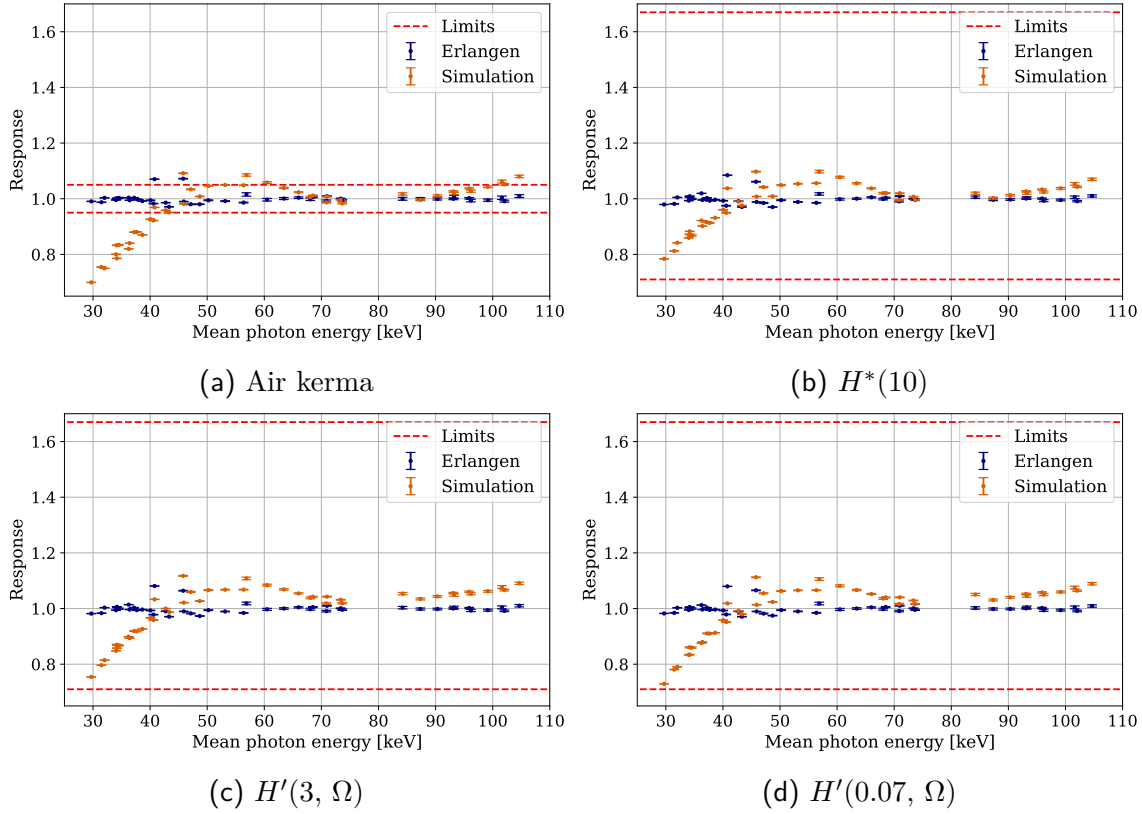 1.6
1.4
1.2
1.0
0.8
Response
Limits
Erlangen
Simulation
30 40 50 60 70 80 90 100 110
Mean photon energy [keV]
(a) Air kerma
1.6
1.4
1.2
1.0
0.8
Response
Limits
Erlangen
Simulation
30 40 50 60 70 80 90 100 110
Mean photon energy [keV]
(b) H*(10)
1.6
1.4
1.2
1.0
0.8
Response
Limits
Erlangen
Simulation
30 40 50 60 70 80 90 100 110
Mean photon energy [keV]
(c) H′(3, Ω)
1.6
1.4
1.2
1.0
0.8
Response
Limits
Erlangen
Simulation
30 40 50 60 70 80 90 100 110
Mean photon energy [keV]
(d) H′(0.07, Ω)